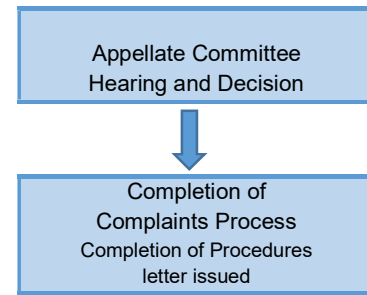 Appellate Committee
Hearing and Decision
Completion of
Complaints Process
Completion of Procedures
letter issued